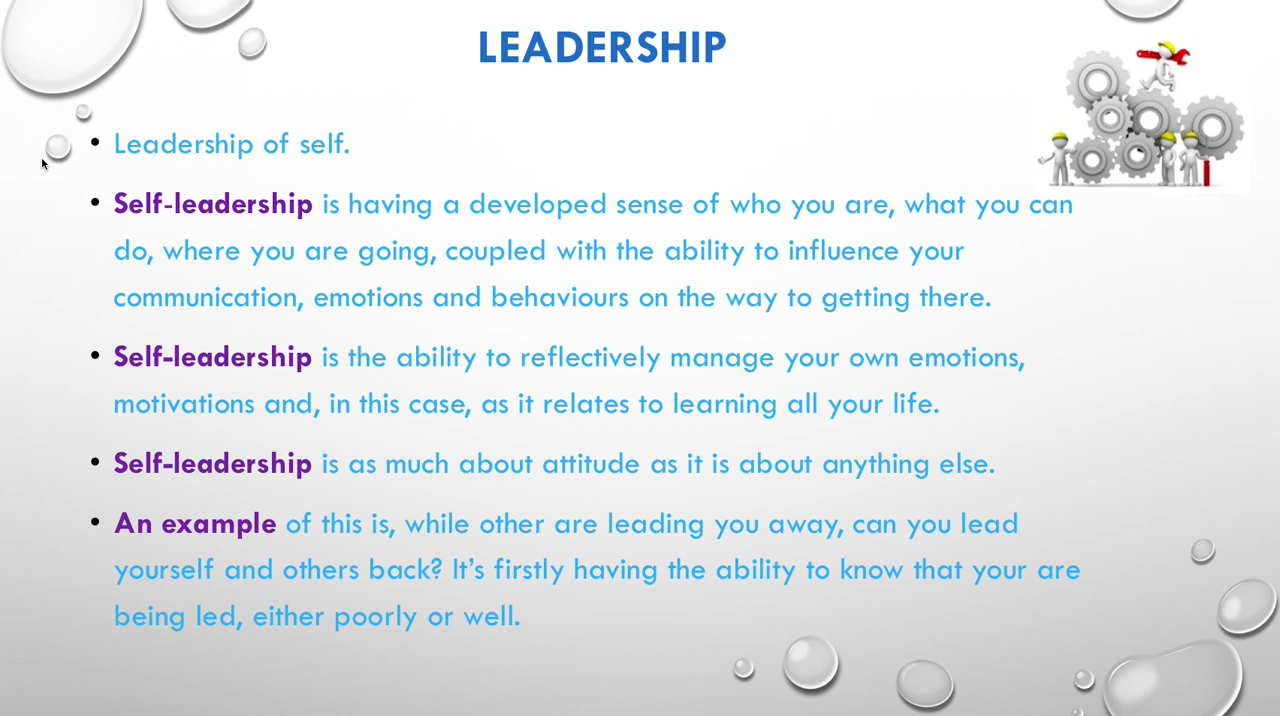 LEADERSHIP
• Leadership of self.
• Self-leadership is having a developed sense of who you are, what you can
do, where you are going, coupled with the ability to influence your
communication, emotions and behaviours on the way to getting there.
• Self-leadership is the ability to reflectively manage your own emotions,
motivations and, in this case, as it relates to learning all your life.
• Self-leadership is as much about attitude as it is about anything else.
• An example of this is, while other are leading you away, can you lead
yourself and others back? It’s firstly having the ability to know that your are
being led, either poorly or well.